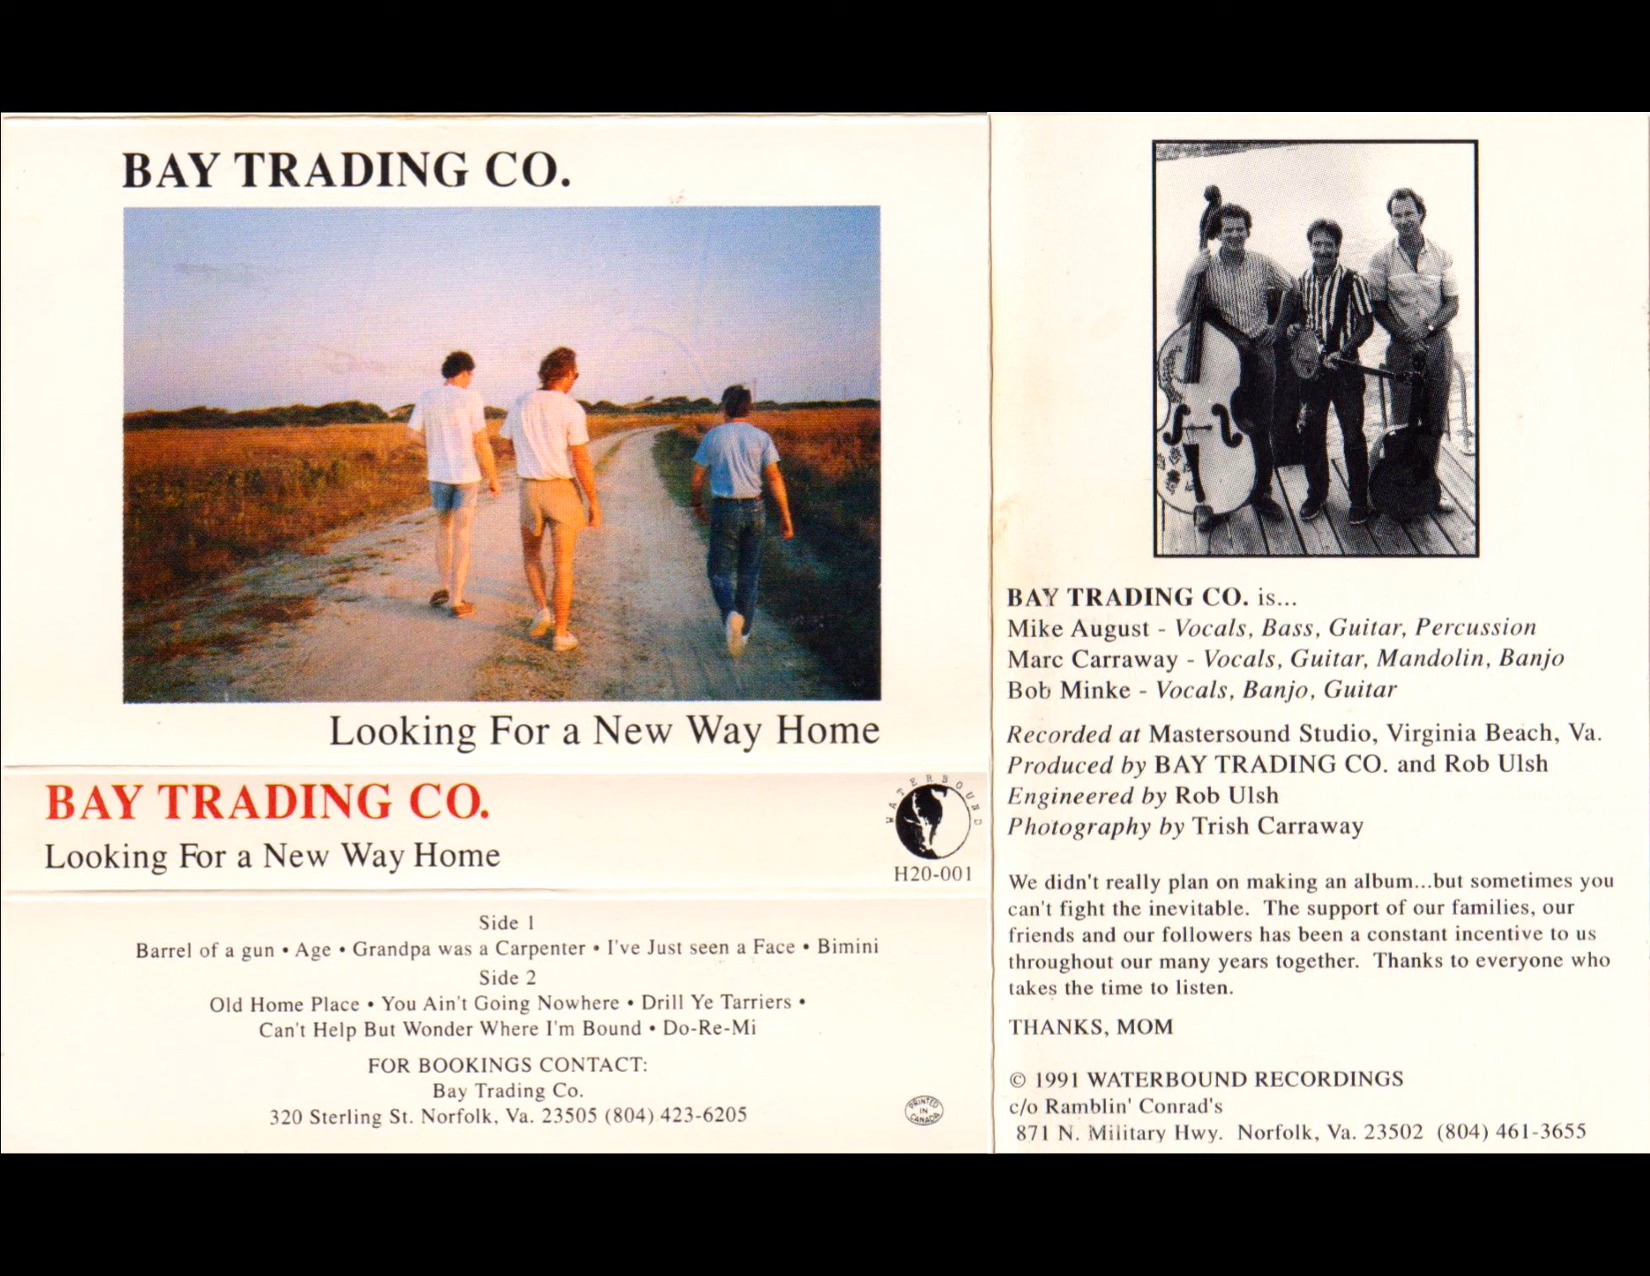 BAY TRADING CO.
Looking For a New Way Home
BAY TRADING CO.
Looking For a New Way Home
WATERBOUND
H20-001
Side 1
Barrel of a gun • Age • Grandpa was a Carpenter • I've Just seen a Face • Bimini
Side 2
Old Home Place • You Ain't Going Nowhere • Drill Ye Tarriers •
Can't Help But Wonder Where I'm Bound • Do-Re-Mi
FOR BOOKINGS CONTACT:
Bay Trading Co.
320 Sterling St. Norfolk, Va. 23505 (804) 423-6205
PRINTED
IN
CANADA
BAY TRADING CO. is...
Mike August - Vocals, Bass, Guitar, Percussion
Marc Carraway - Vocals, Guitar, Mandolin, Banjo
Bob Minke - Vocals, Banjo, Guitar
Recorded at Mastersound Studio, Virginia Beach, Va.
Produced by BAY TRADING CO. and Rob Ulsh
Engineered by Rob Ulsh
Photography by Trish Carraway
We didn't really plan on making an album...but sometimes you
can't fight the inevitable. The support of our families, our
friends and our followers has been a constant incentive to us
throughout our many years together. Thanks to everyone who
takes the time to listen.
THANKS, MOM
© 1991 WATERBOUND RECORDINGS
c/o Ramblin' Conrad's
871 N. Military Hwy. Norfolk, Va. 23502 (804) 461-3655